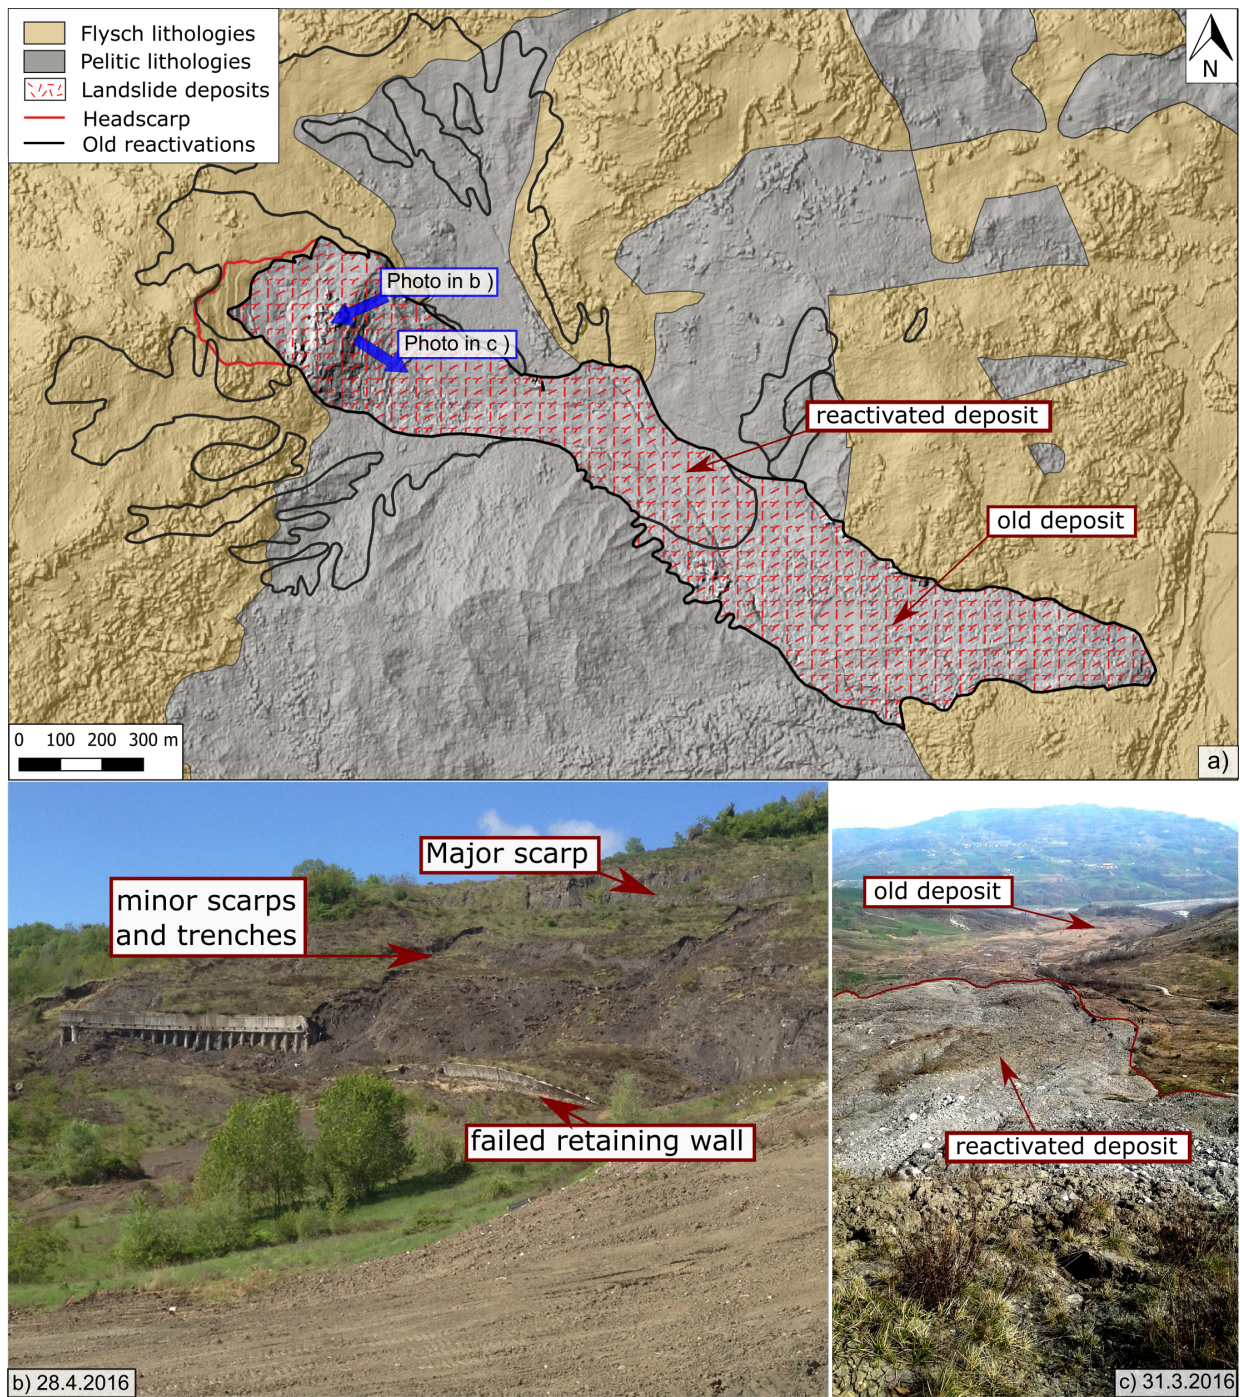 Flysch lithologies
Pelitic lithologies
Landslide deposits
Headscarp
Old reactivations
N
Photo in b )
Photo in c )
reactivated deposit
old deposit
0 100 200 300 m
a)
Major scarp
minor scarps
and trenches
failed retaining wall
b) 28.4.2016
old deposit
reactivated deposit
c) 31.3.2016